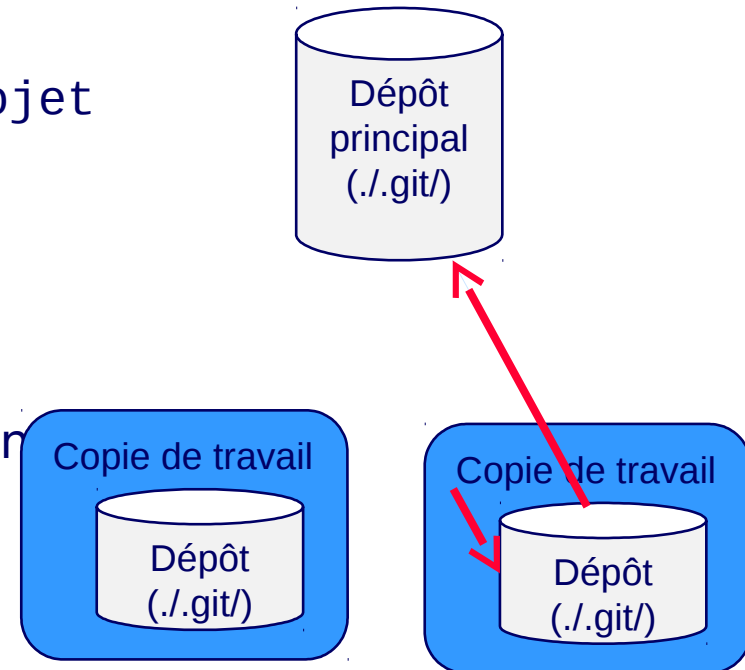 ojet
Dépôt
principal
(./.git/)
n
Copie de travail
Dépôt
(./.git/)
Copie de travail
Dépôt
(./.git/)